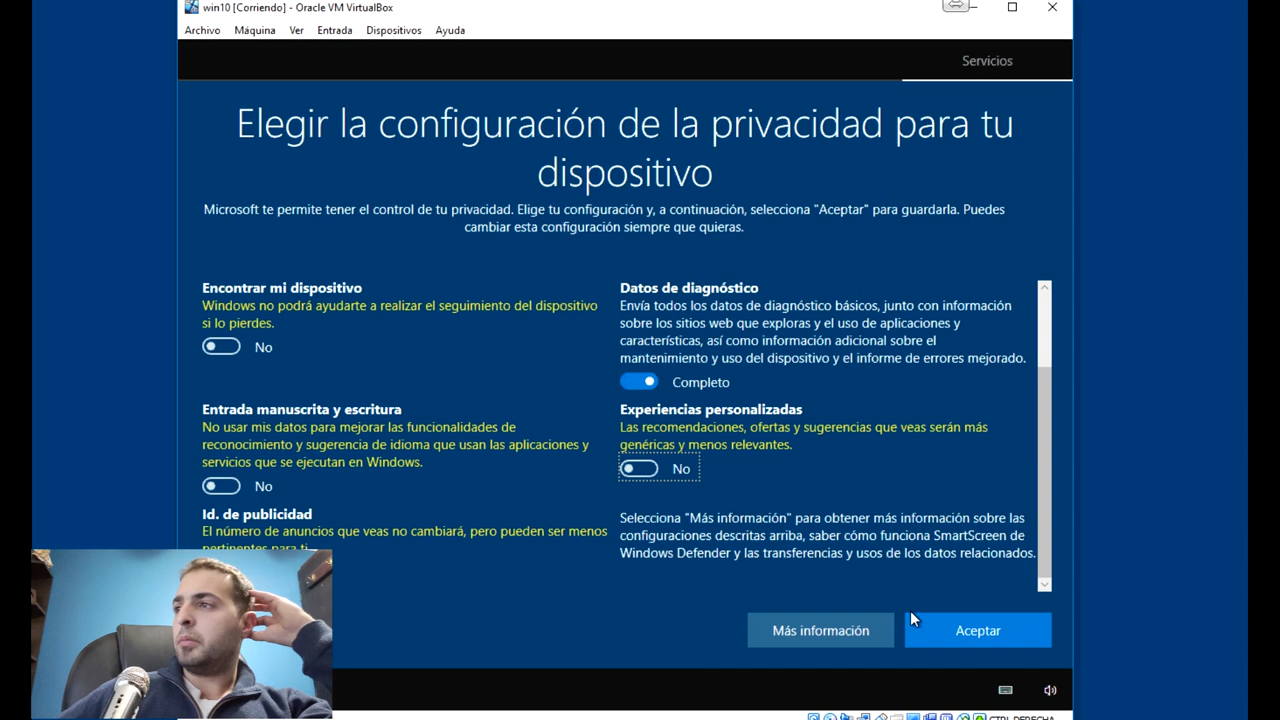 win10 [Corriendo] - Oracle VM VirtualBox
Archivo Máquina Ver Entrada Dispositivos Ayuda
Servicios
Elegir la configuración de la privacidad para tu
dispositivo
Microsoft te permite tener el control de tu privacidad. Elige tu configuración y, a continuación, selecciona "Aceptar" para guardarla. Puedes
cambiar esta configuración siempre que quieras.
Encontrar mi dispositivo
Windows no podrá ayudarte a realizar el seguimiento del dispositivo
si lo pierdes.
No
Entrada manuscrita y escritura
No usar mis datos para mejorar las funcionalidades de
reconocimiento y sugerencia de idioma que usan las aplicaciones y
servicios que se ejecutan en Windows.
No
Id. de publicidad
El número de anuncios que veas no cambiará, pero pueden ser menos
pertinentes para ti.
Datos de diagnóstico
Envía todos los datos de diagnóstico básicos, junto con información
sobre los sitios web que exploras y el uso de aplicaciones y
características, así como información adicional sobre el
mantenimiento y uso del dispositivo y el informe de errores mejorado.
Completo
Experiencias personalizadas
Las recomendaciones, ofertas y sugerencias que veas serán más
genéricas y menos relevantes.
No
Selecciona "Más información" para obtener más información sobre las
configuraciones descritas arriba, saber cómo funciona SmartScreen de
Windows Defender y las transferencias y usos de los datos relacionados.
Más información
Aceptar
CTRL DERECHA